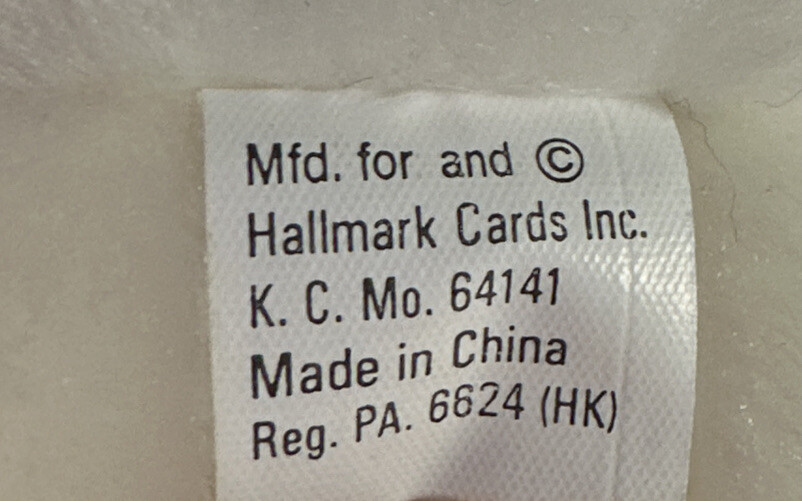 Mfd. for and ©
Hallmark Cards Inc.
K. C. Mo. 64141
Made in China
Reg. PA. 6624 (HK)